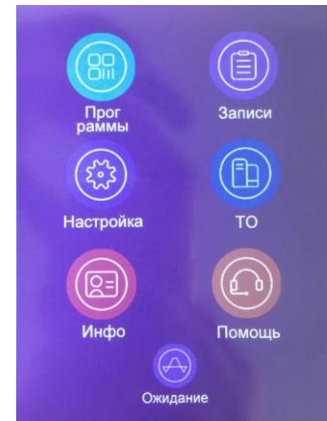 Прог
раммы
Записи
Настройка
ТО
Инфо
Помощь
Ожидание